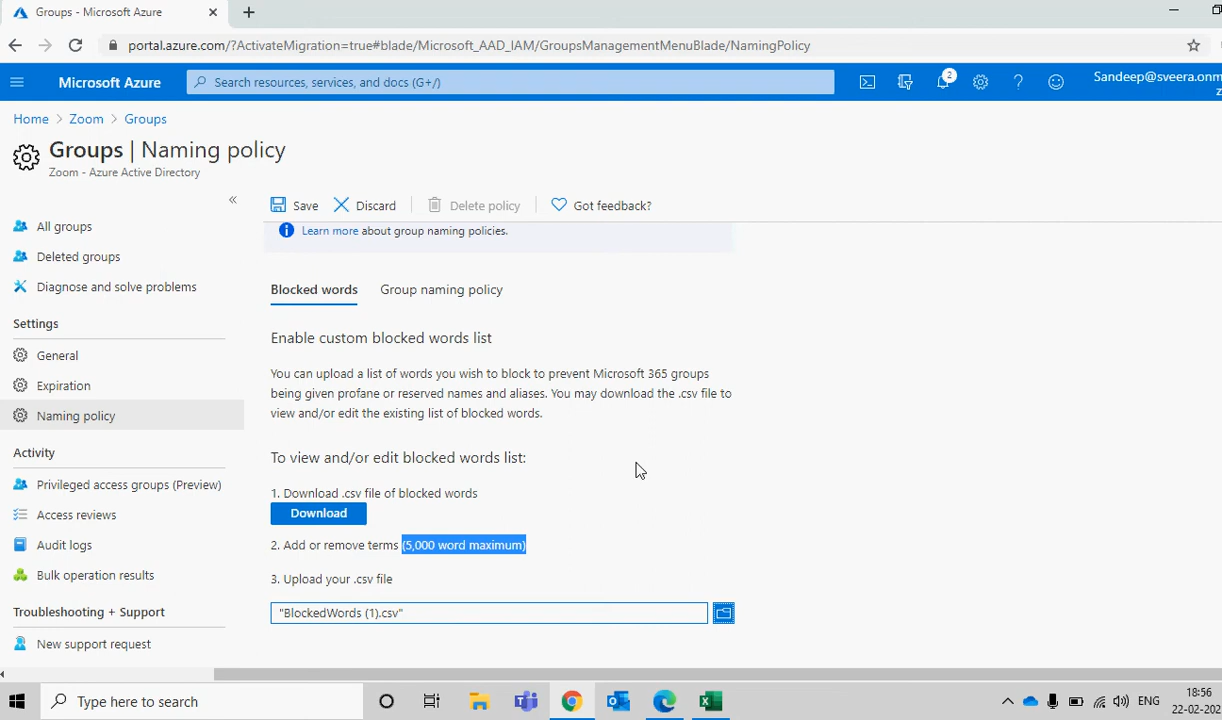 Groups - Microsoft Azure
portal.azure.com/?ActivateMigration=true#blade/Microsoft_AAD_IAM/GroupsManagementMenuBlade/NamingPolicy
Microsoft Azure
Search resources, services, and docs (G+/)
2
Sandeep@sveera.onm
Home > Zoom > Groups
Groups | Naming policy
Zoom - Azure Active Directory
Save
Discard
Delete policy
Got feedback?
Learn more about group naming policies.
All groups
Deleted groups
Diagnose and solve problems
Settings
General
Expiration
Naming policy
Activity
Privileged access groups (Preview)
Access reviews
Audit logs
Bulk operation results
Troubleshooting + Support
New support request
Blocked words
Group naming policy
Enable custom blocked words list
You can upload a list of words you wish to block to prevent Microsoft 365 groups
being given profane or reserved names and aliases. You may download the .csv file to
view and/or edit the existing list of blocked words.
To view and/or edit blocked words list:
1. Download .csv file of blocked words
Download
2. Add or remove terms (5,000 word maximum)
3. Upload your .csv file
"BlockedWords (1).csv"
Type here to search
ENG
18:56
22-02-202